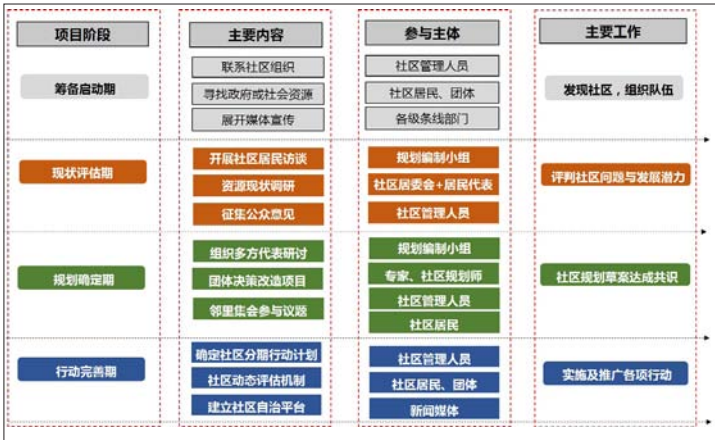 项目阶段
主要内容
参与主体
主要工作
筹备启动期
联系社区组织
寻找政府或社会资源
展开媒体宣传
社区管理人员
社区居民、团体
各级条线部门
发现社区，组织队伍
现状评估期
开展社区居民访谈
资源现状调研
征集公众意见
规划编制小组
社区居委会+居民代表
社区管理人员
评判社区问题与发展潜力
规划确定期
组织多方代表研讨
团体决策改造项目
邻里集会参与议题
规划编制小组
专家、社区规划师
社区管理人员
社区居民
社区规划草案达成共识
行动完善期
确定社区分期行动计划
社区动态评估机制
建立社区自治平台
社区管理人员
社区居民、团体
新闻媒体
实施及推广各项行动